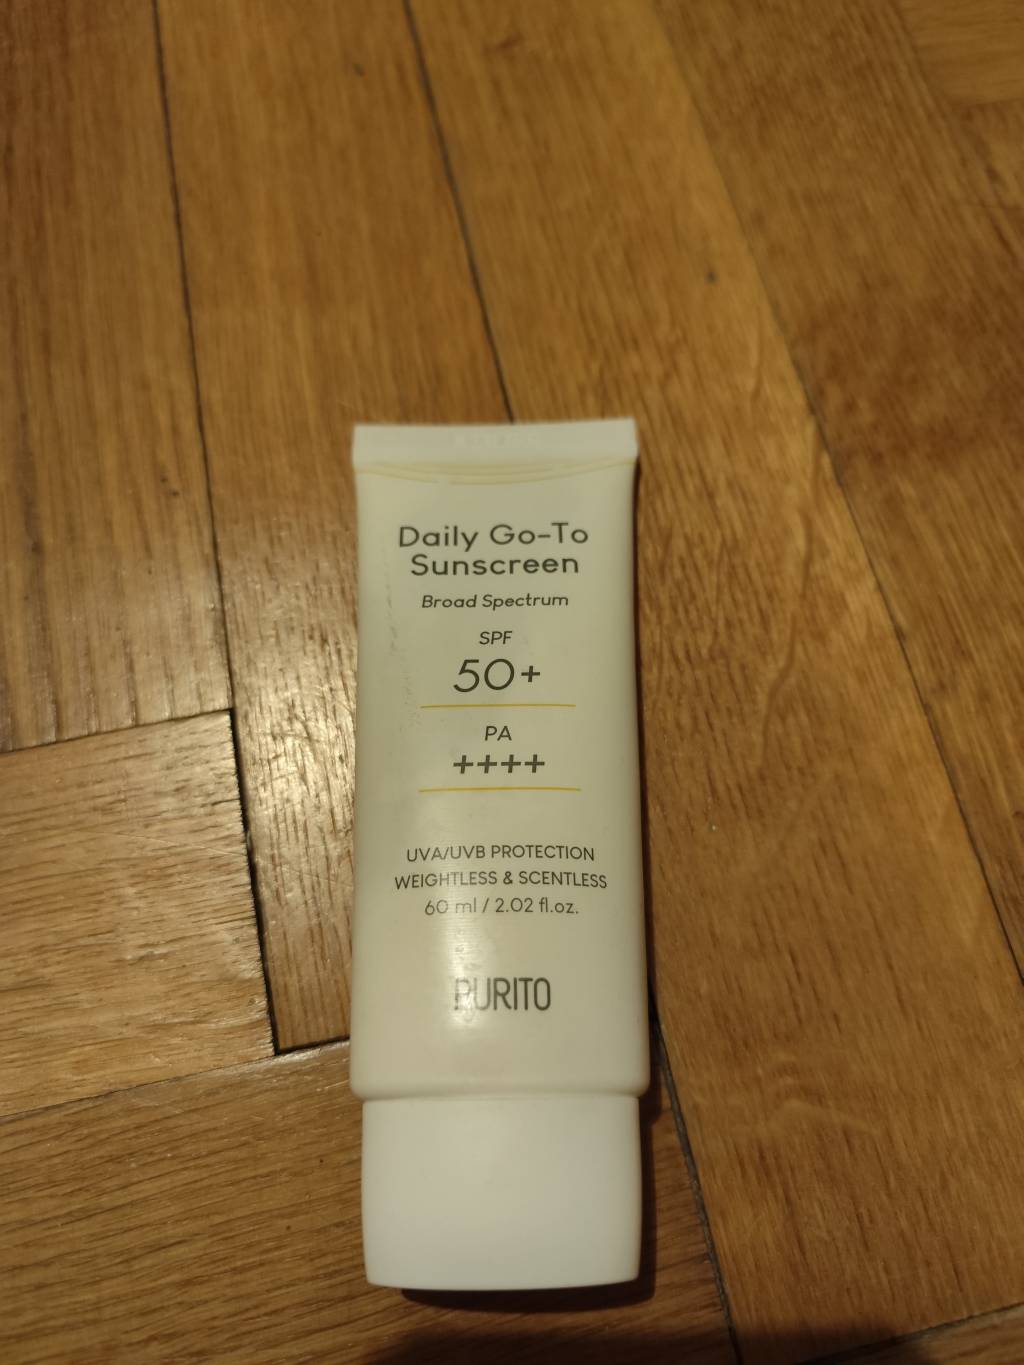 Daily Go-To
Sunscreen
Broad Spectrum
SPF
50+
PA
++++
UVA/UVB PROTECTION
WEIGHTLESS & SCENTLESS
60 ml / 2.02 fl.oz.
PURITO